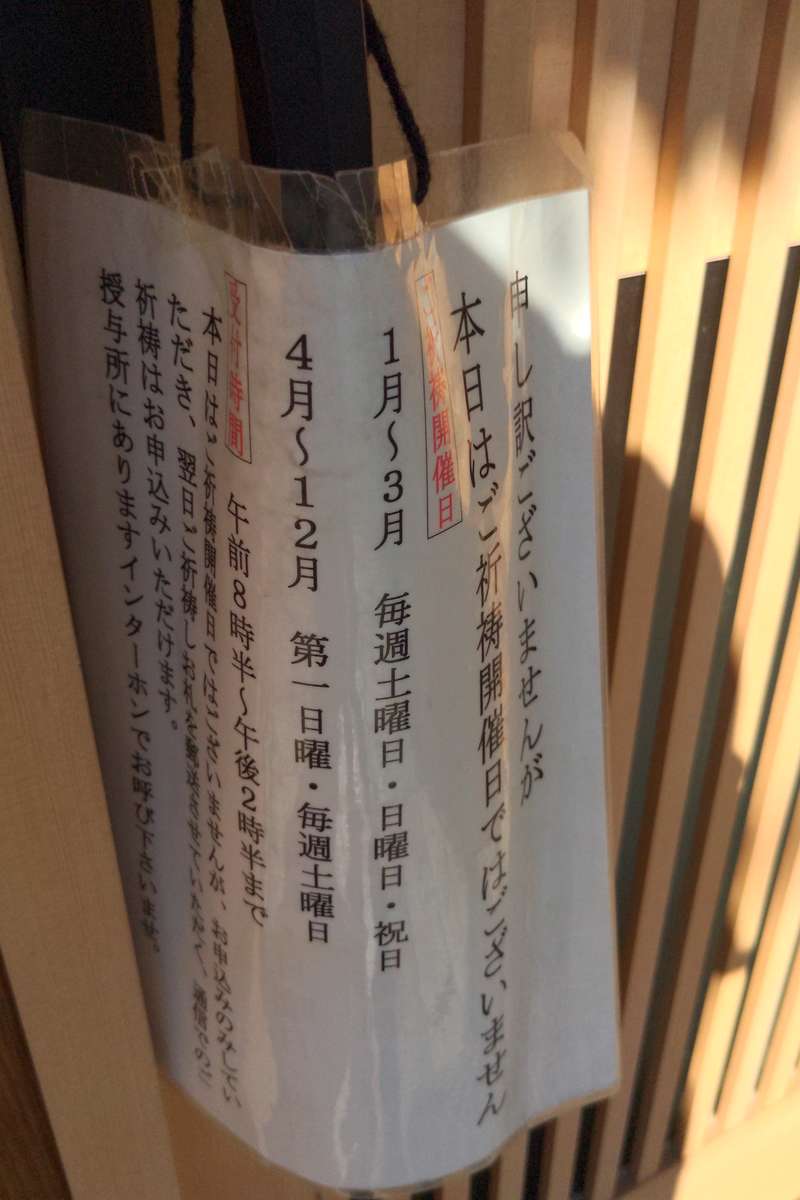 申し訳ございませんが
本日はご祈祷開催日ではございません
ご祈祷開催日
1月～3月 毎週土曜日・日曜日・祝日
4月～12月 第一日曜・毎週土曜日
受付時間 午前8時半～午後2時半まで
本日はご祈祷開催日ではございませんが、お申込みのみしてい
ただき、翌日ご祈祷しお札を郵送させていただく、通信でのご
祈祷はお申込みいただけます。
授与所にありますインターホンでお呼び下さいませ。